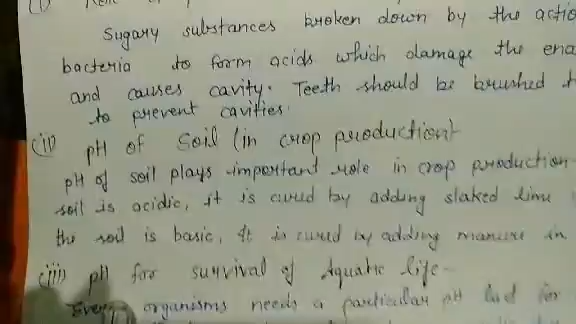 (i)
Sugary substances broken down by the actio
bacteria to form acids which damage the ena
and causes cavity. Teeth should be brushed
to prevent cavities.
(ii) pH of Soil (in crop production)
pH of soil plays important role in crop production
soil is acidic, it is cured by adding slaked lime
the soil is basic, it is cured by adding manure in
(iii) pH for survival of Aquatic life-
Every organisms needs a particular pH for